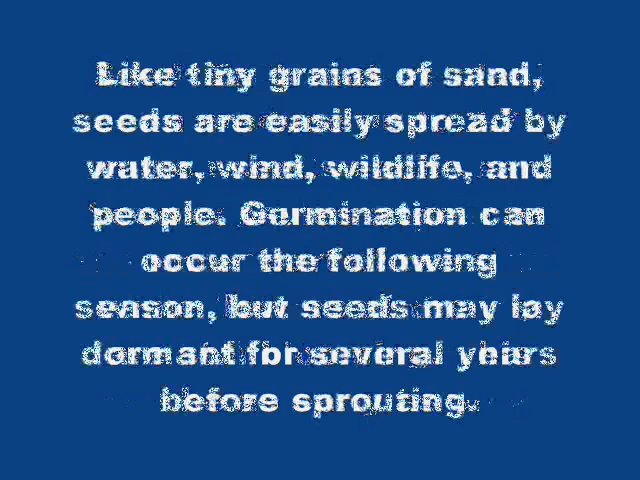 Like tiny grains of sand,
seeds are easily spread by
water, wind, wildlife, and
people. Germination can
occur the following
season, but seeds may lay
dormant for several years
before sprouting.